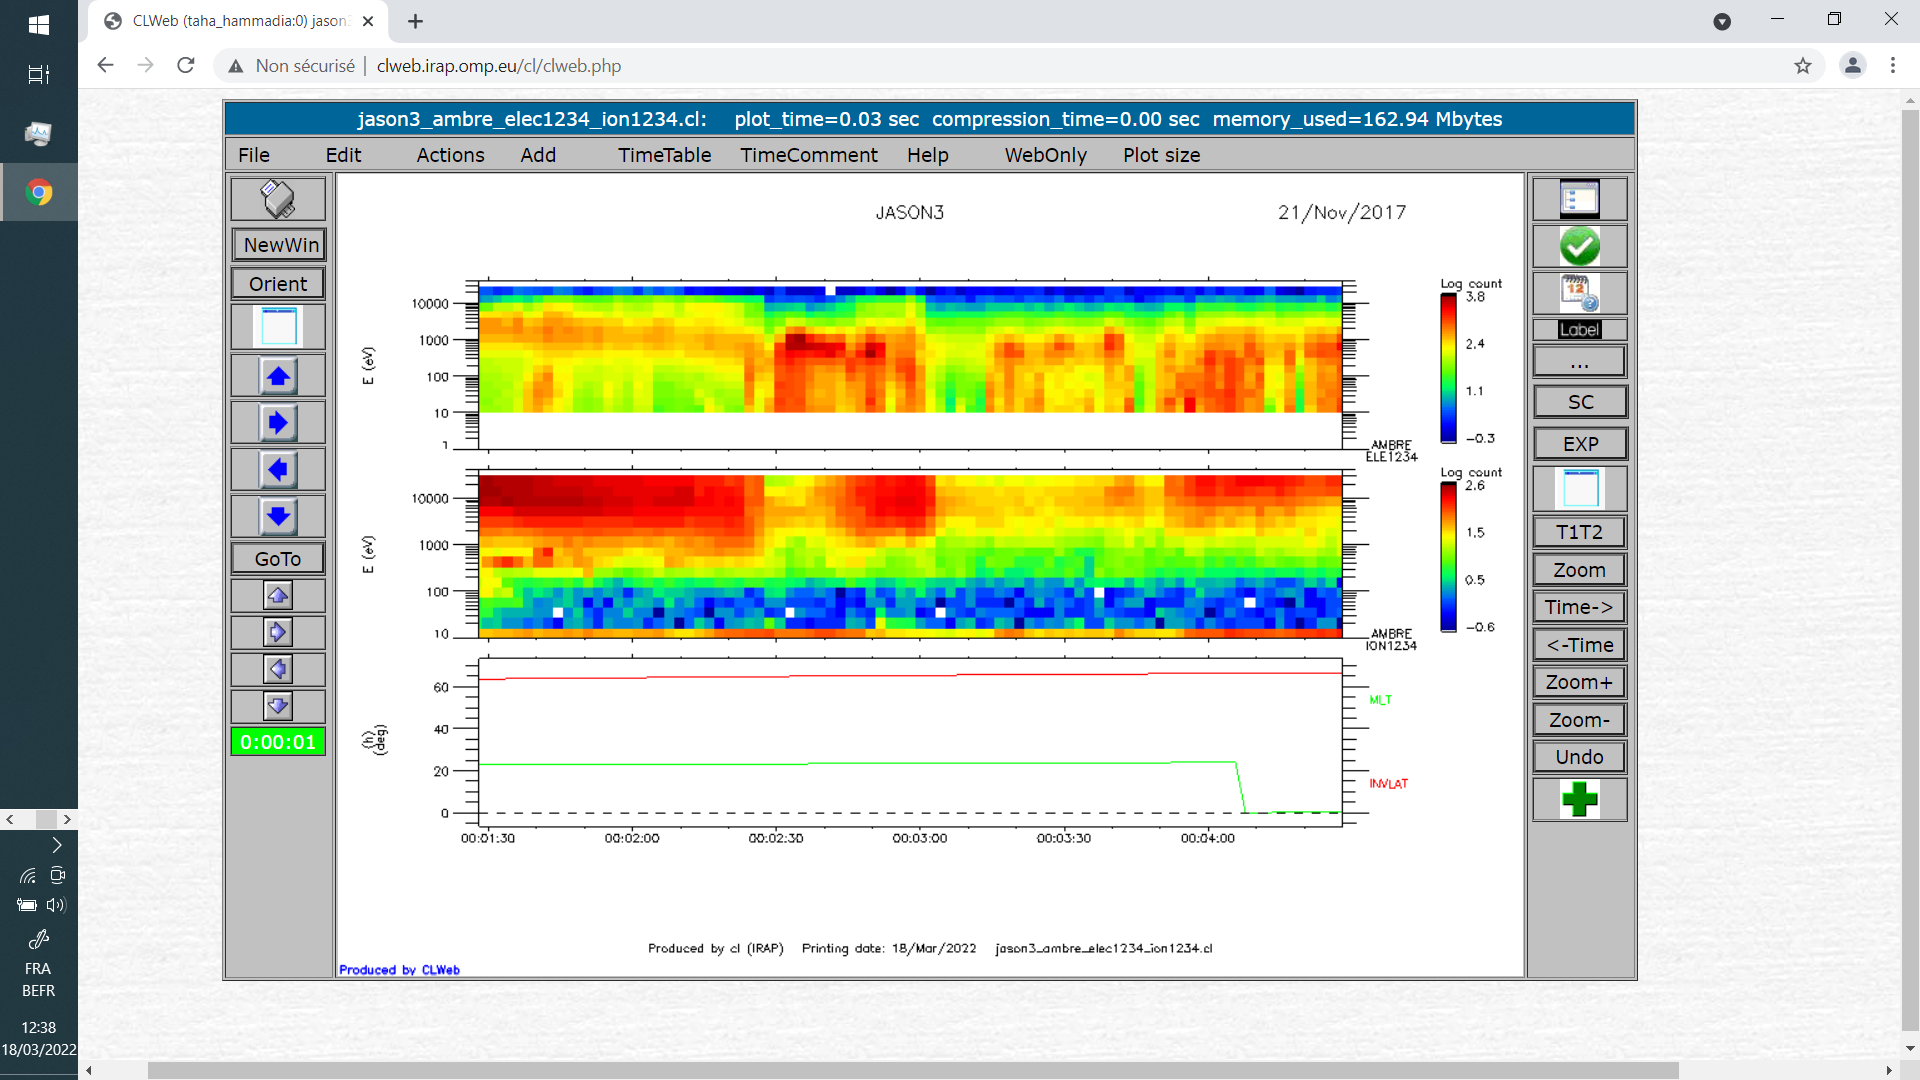 CLWeb (taha_hammadia:0) jason3
Non sécurisé | clweb.irap.omp.eu/cl/clweb.php
jason3_ambre_elec1234_ion1234.cl: plot_time=0.03 sec compression_time=0.00 sec memory_used=162.94 Mbytes
File Edit Actions Add TimeTable TimeComment Help WebOnly Plot size
NewWin
Orient
GoTo
0:00:01
JASON3 21/Nov/2017
Log count
3.8
2.4
1.1
-0.3
10000
1000
100
10
1
E (eV)
AMBRE
ELE1234
Log count
2.6
1.5
0.5
-0.6
10000
1000
100
10
E (eV)
AMBRE
ION1234
60
40
20
0
(h)
(deg)
MLT
INVLAT
00:01:30 00:02:00 00:02:30 00:03:00 00:03:30 00:04:00
Produced by cl (IRAP) Printing date: 18/Mar/2022 jason3_ambre_elec1234_ion1234.cl
Produced by CLWeb
12
Label
...
SC
EXP
T1T2
Zoom
Time->
<-Time
Zoom+
Zoom-
Undo
FRA
BEFR
12:38
18/03/2022